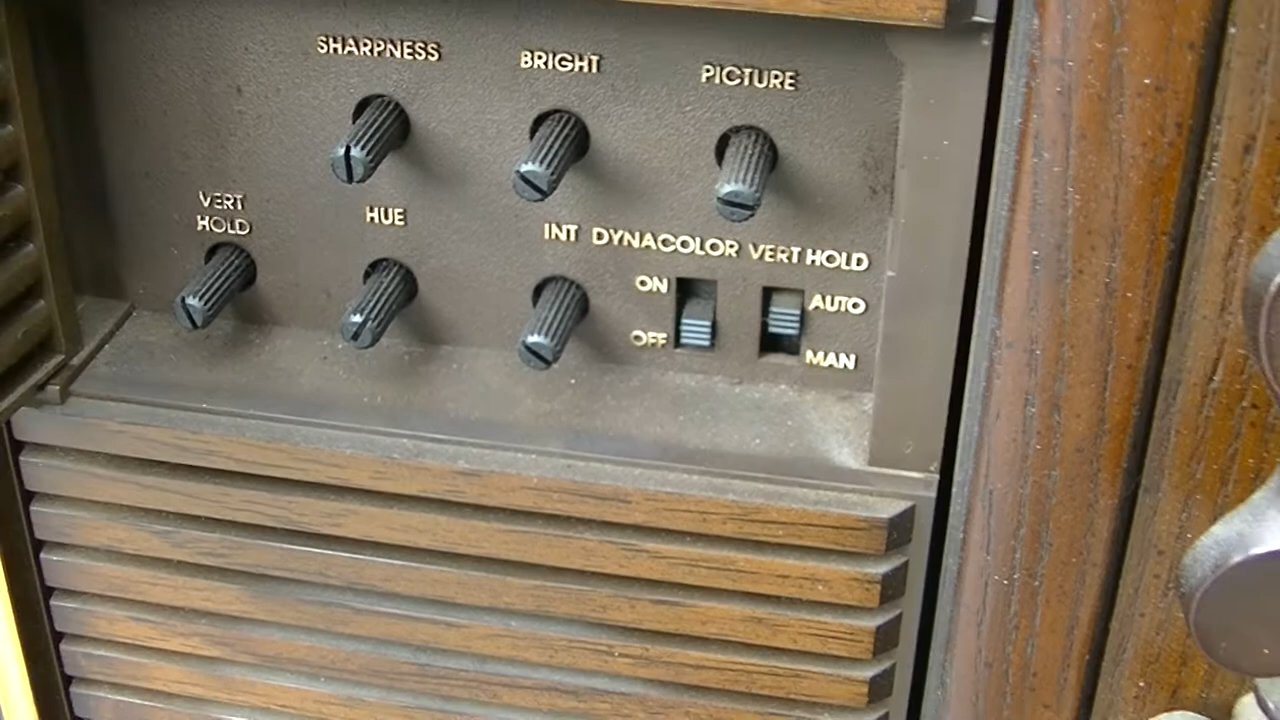 SHARPNESS BRIGHT PICTURE
VERT
HOLD
HUE
INT DYNACOLOR VERT HOLD
ON
OFF
AUTO
MAN